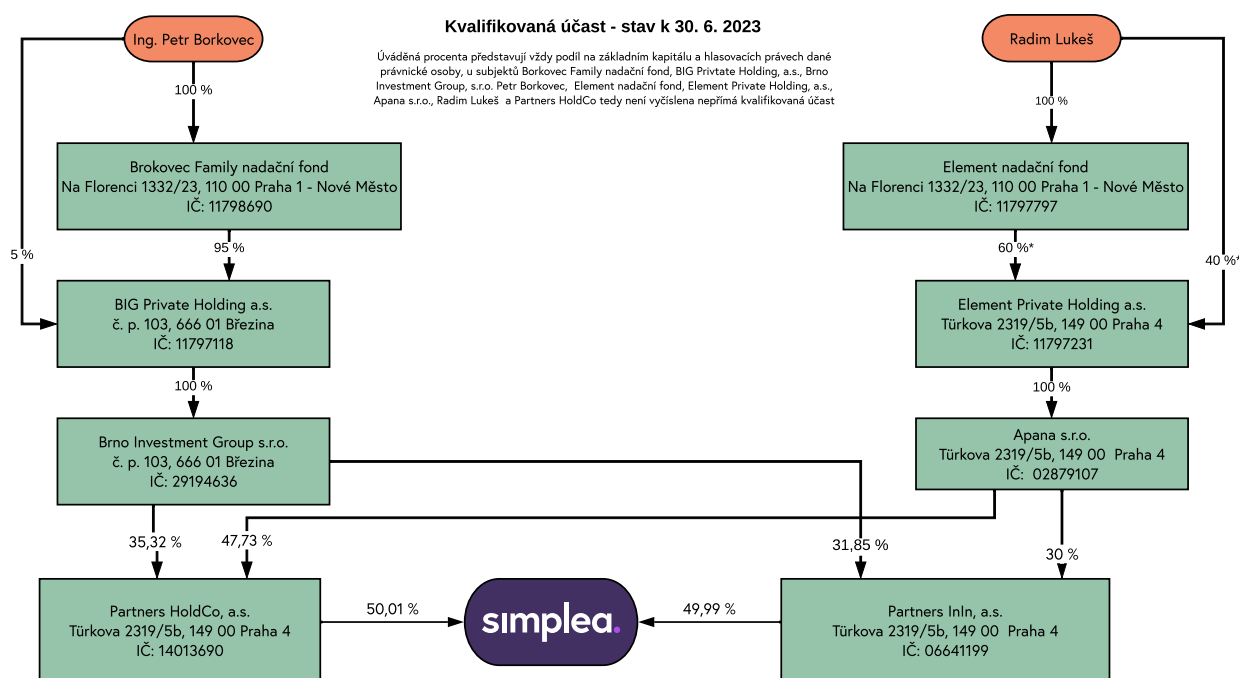 Kvalifikovaná účast - stav k 30. 6. 2023
Úváděná procenta představují vždy podíl na základním kapitálu a hlasovacích právech dané
právnické osoby, u subjektů Borkovec Family nadační fond, BIG Privtate Holding, a.s., Brno
Investment Group, s.r.o. Petr Borkovec, Element nadační fond, Element Private Holding, a.s.,
Apana s.r.o., Radim Lukeš a Partners HoldCo tedy není vyčíslena nepřímá kvalifikovaná účast
Ing. Petr Borkovec
Radim Lukeš
100 %
100 %
Brokovec Family nadační fond
Na Florenci 1332/23, 110 00 Praha 1 - Nové Město
IČ: 11798690
Element nadační fond
Na Florenci 1332/23, 110 00 Praha 1 - Nové Město
IČ: 11797797
5 %
95 %
60 %*
40 %*
BIG Private Holding a.s.
č. p. 103, 666 01 Březina
IČ: 11797118
Element Private Holding a.s.
Türkova 2319/5b, 149 00 Praha 4
IČ: 11797231
100 %
100 %
Brno Investment Group s.r.o.
č. p. 103, 666 01 Březina
IČ: 29194636
Apana s.r.o.
Türkova 2319/5b, 149 00 Praha 4
IČ: 02879107
35,32 %
47,73 %
31,85 %
30 %
Partners HoldCo, a.s.
Türkova 2319/5b, 149 00 Praha 4
IČ: 14013690
50,01 %
simplea.
49,99 %
Partners InIn, a.s.
Türkova 2319/5b, 149 00 Praha 4
IČ: 06641199